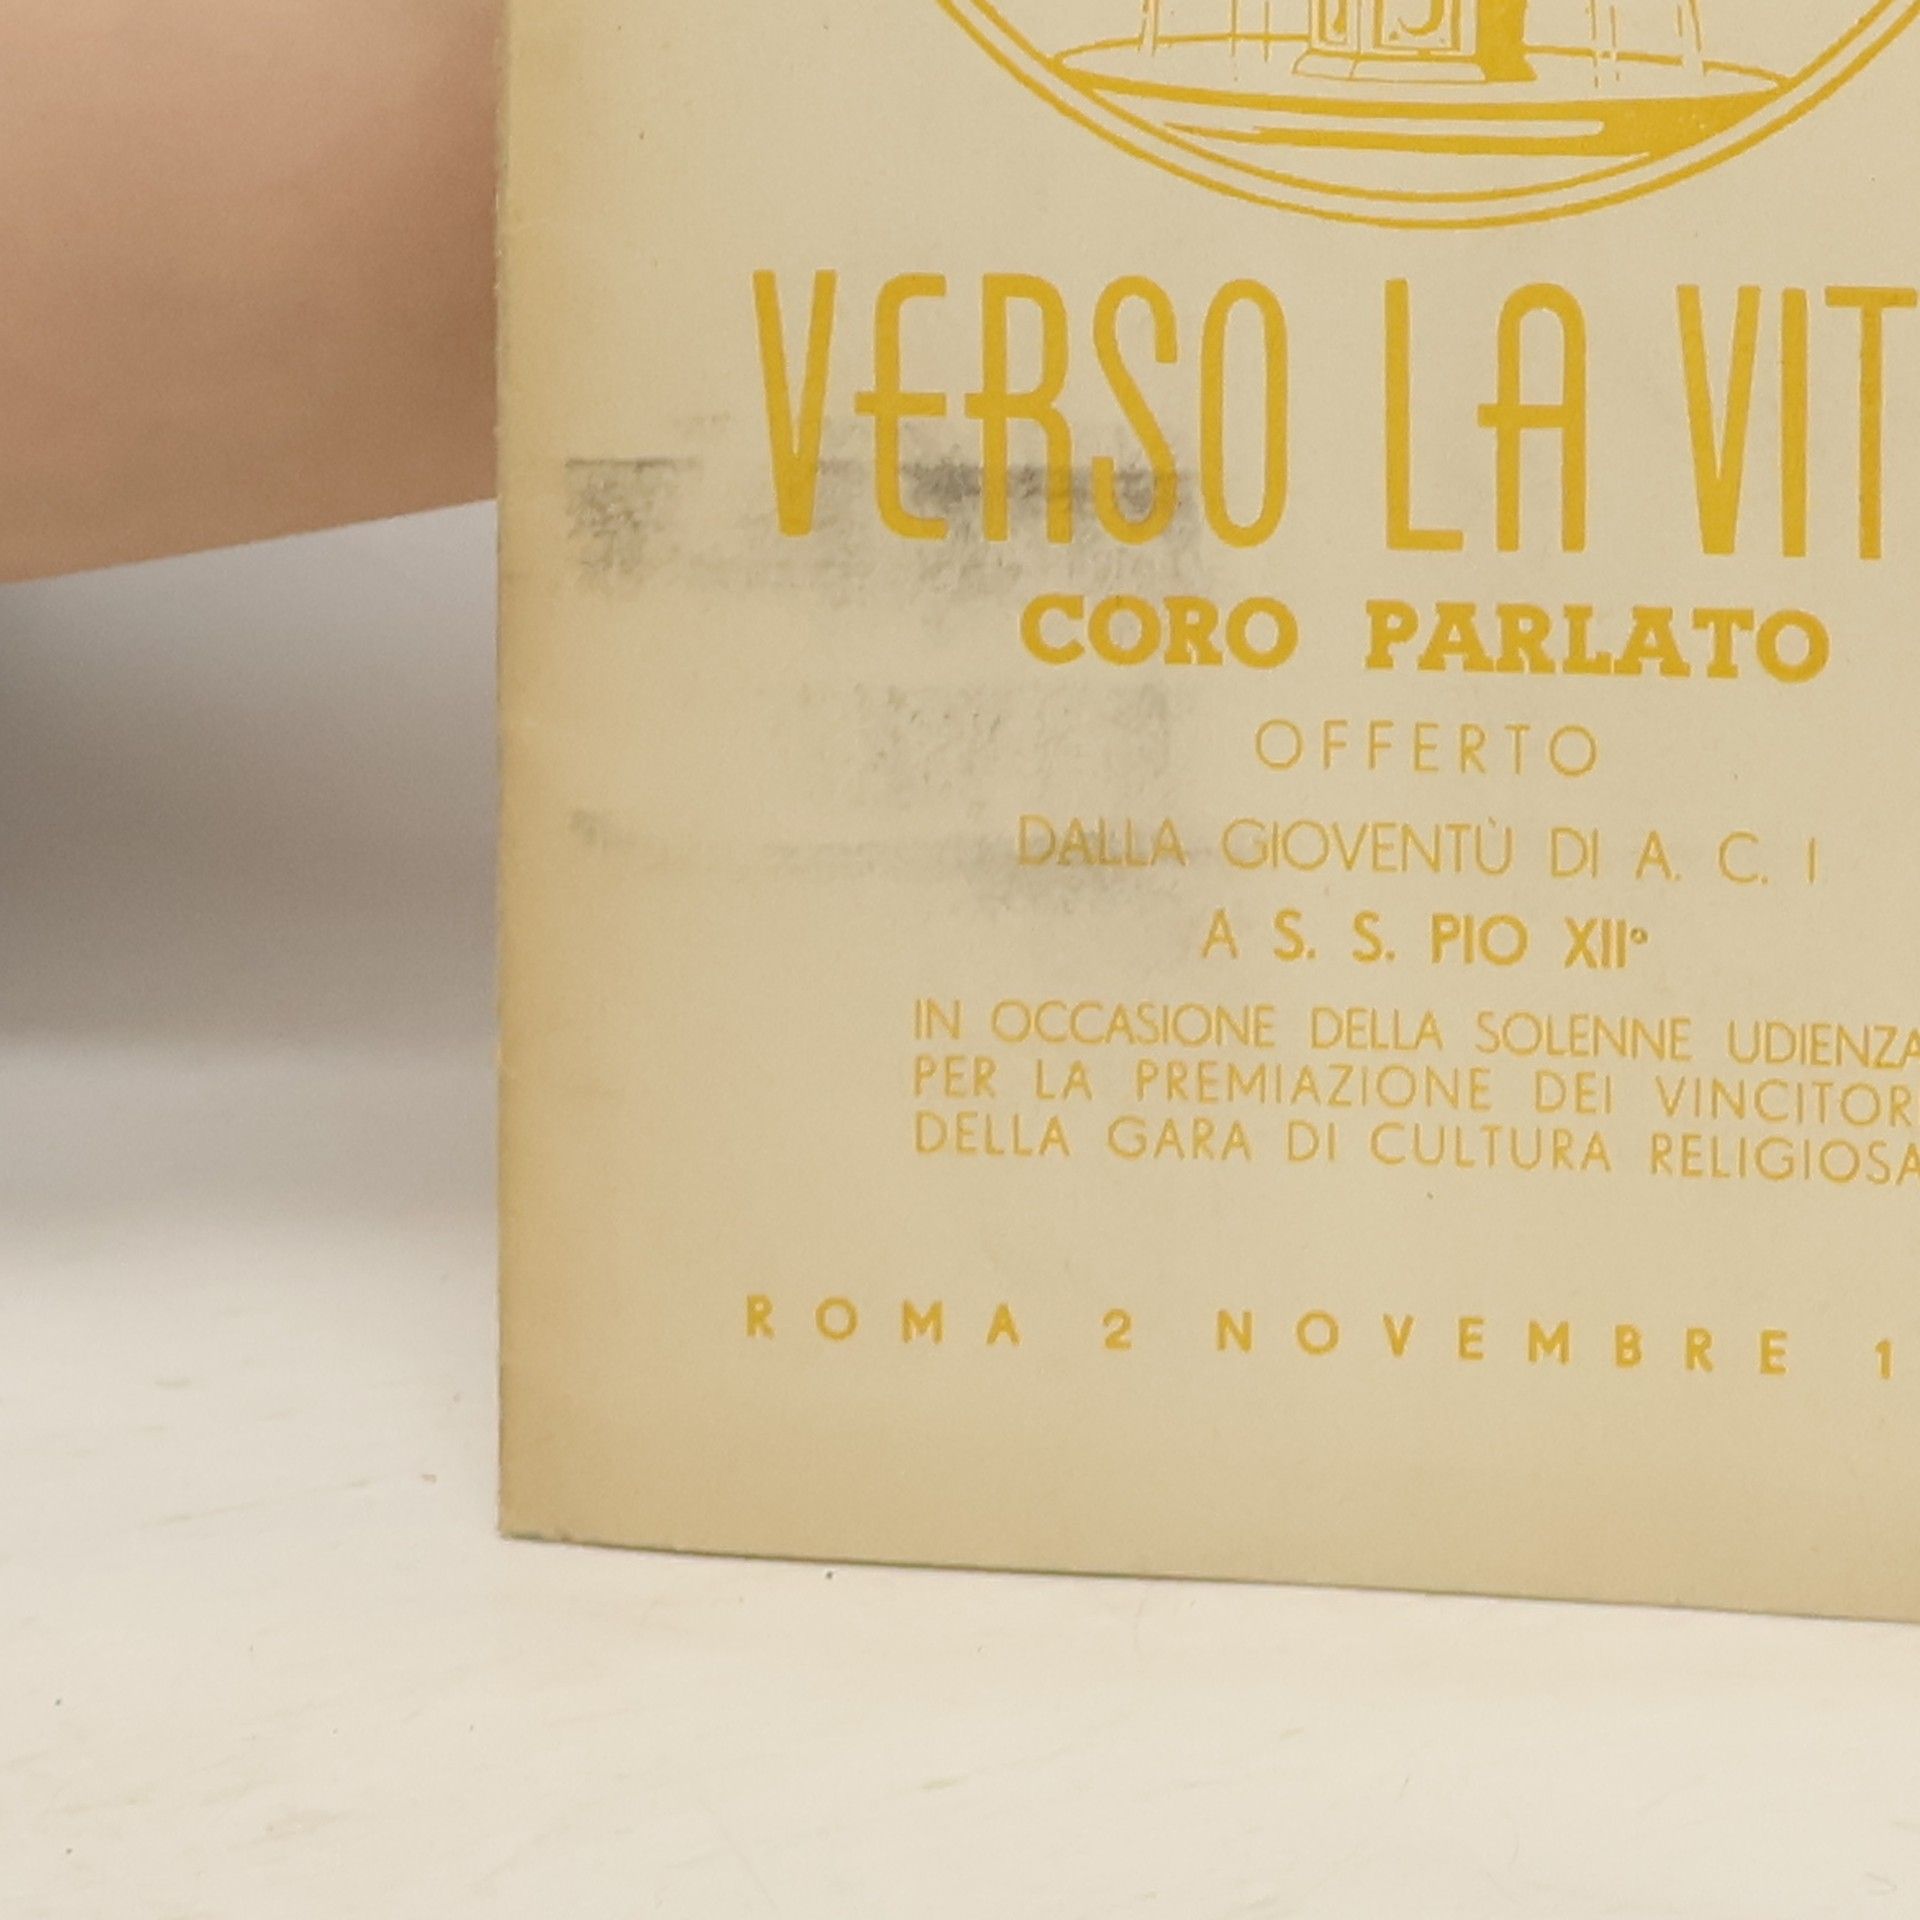 VERSO LA VIT
CORO PARLATO
OFFERTO
DALLA GIOVENTÙ DI A. C. I
A S. S. PIO XII°
IN OCCASIONE DELLA SOLENNE UDIENZA
PER LA PREMIAZIONE DEI VINCITOR
DELLA GARA DI CULTURA RELIGIOSA
ROMA 2 NOVEMBRE 1